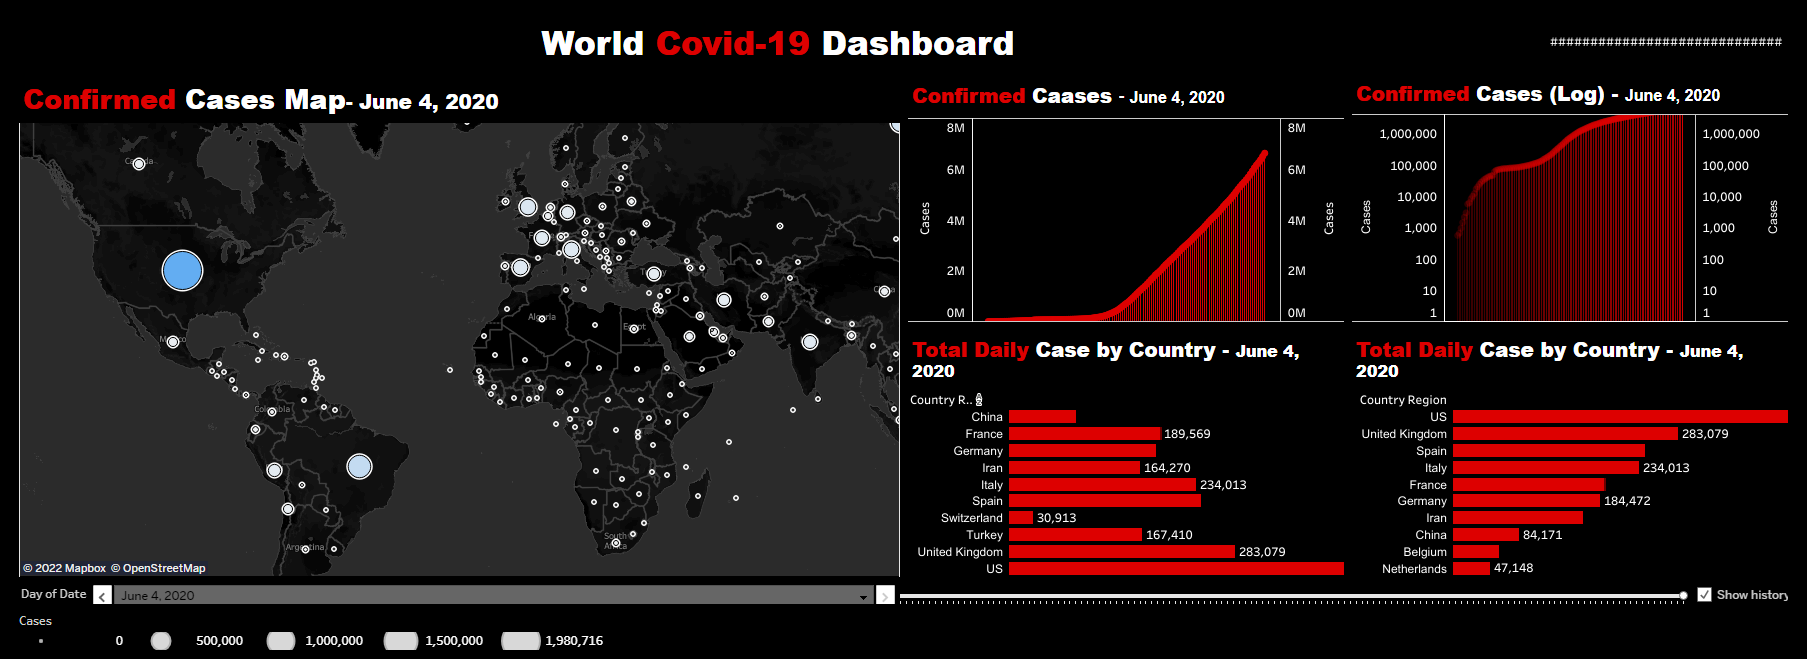 World Covid-19 Dashboard
#############################
Confirmed Cases Map- June 4, 2020
Canada
Mexico
Colombia
Argentina
Algeria
Egypt
Turkey
South
Africa
© 2022 Mapbox © OpenStreetMap
Day of Date
June 4, 2020
Cases
0
500,000
1,000,000
1,500,000
1,980,716
Confirmed Caases - June 4, 2020
8M
6M
4M
2M
0M
Cases
8M
6M
4M
2M
0M
Cases
Confirmed Cases (Log) - June 4, 2020
1,000,000
100,000
10,000
1,000
100
10
1
Cases
1,000,000
100,000
10,000
1,000
100
10
1
Cases
Total Daily Case by Country - June 4,
2020
Country R..
China
France 189,569
Germany
Iran 164,270
Italy 234,013
Spain
Switzerland 30,913
Turkey 167,410
United Kingdom 283,079
US
Total Daily Case by Country - June 4,
2020
Country Region
US
United Kingdom 283,079
Spain
Italy 234,013
France
Germany 184,472
Iran
China 84,171
Belgium
Netherlands 47,148
Show history